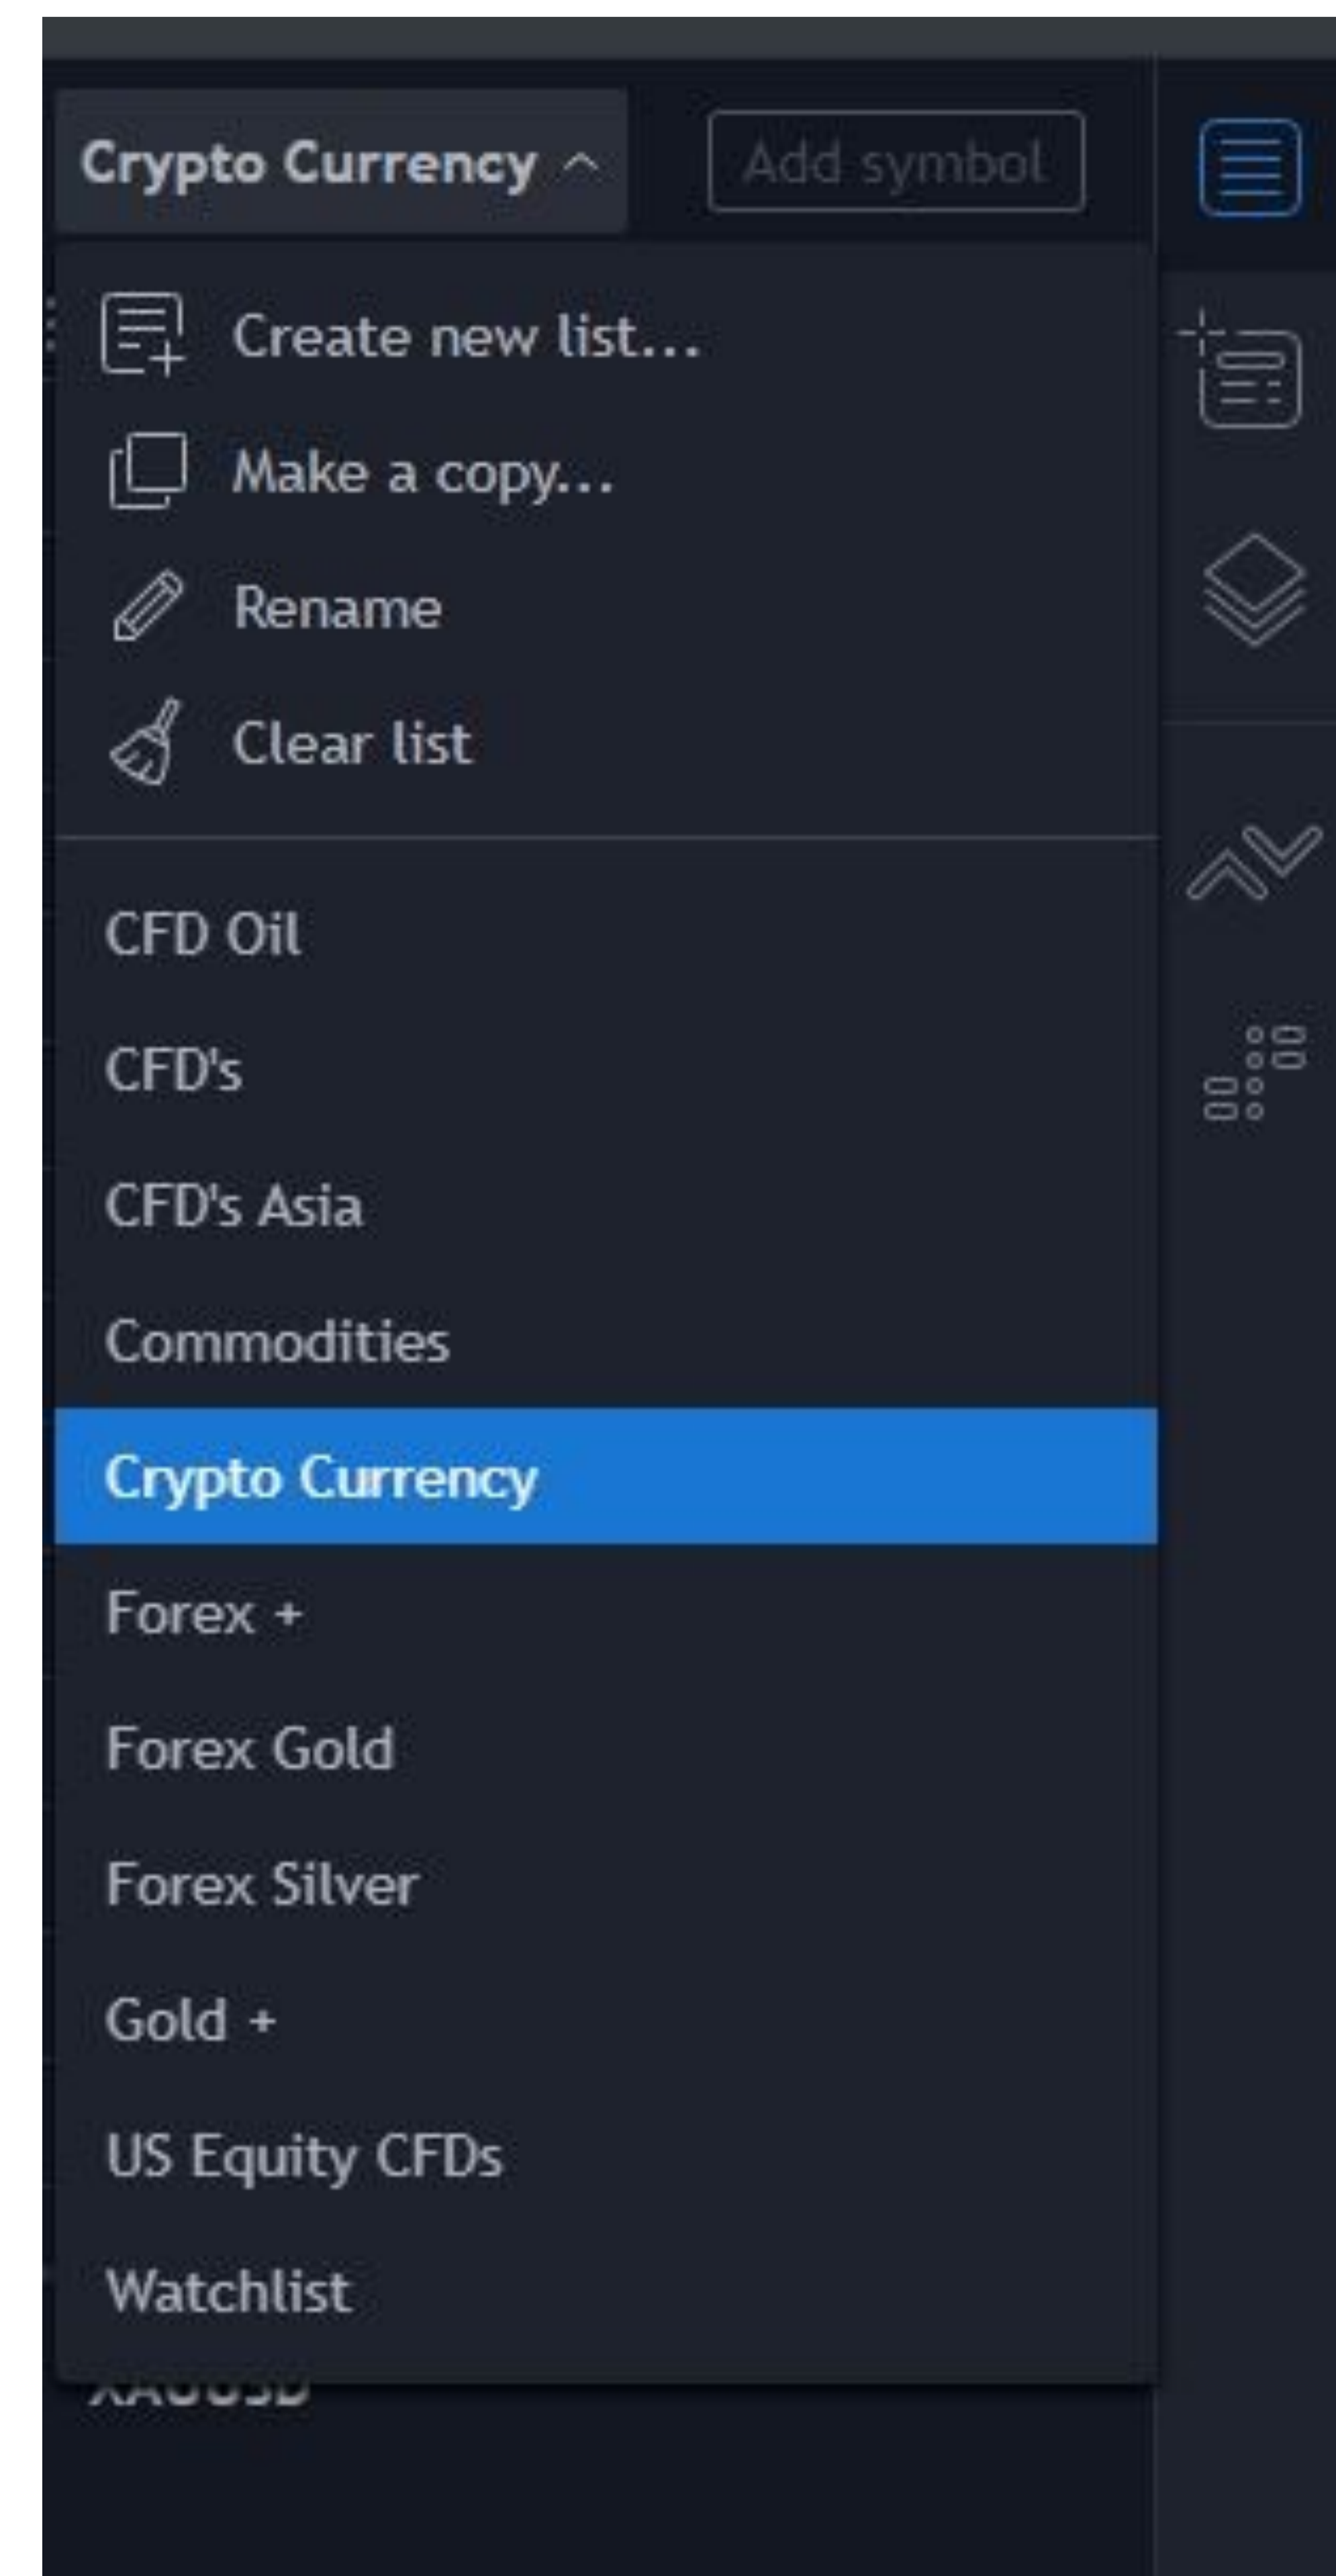 Crypto Currency
Add symbol
Create new list...
Make a copy...
Rename
Clear list
CFD Oil
CFD's
CFD's Asia
Commodities
Crypto Currency
Forex +
Forex Gold
Forex Silver
Gold +
US Equity CFDs
Watchlist
XAUUSD